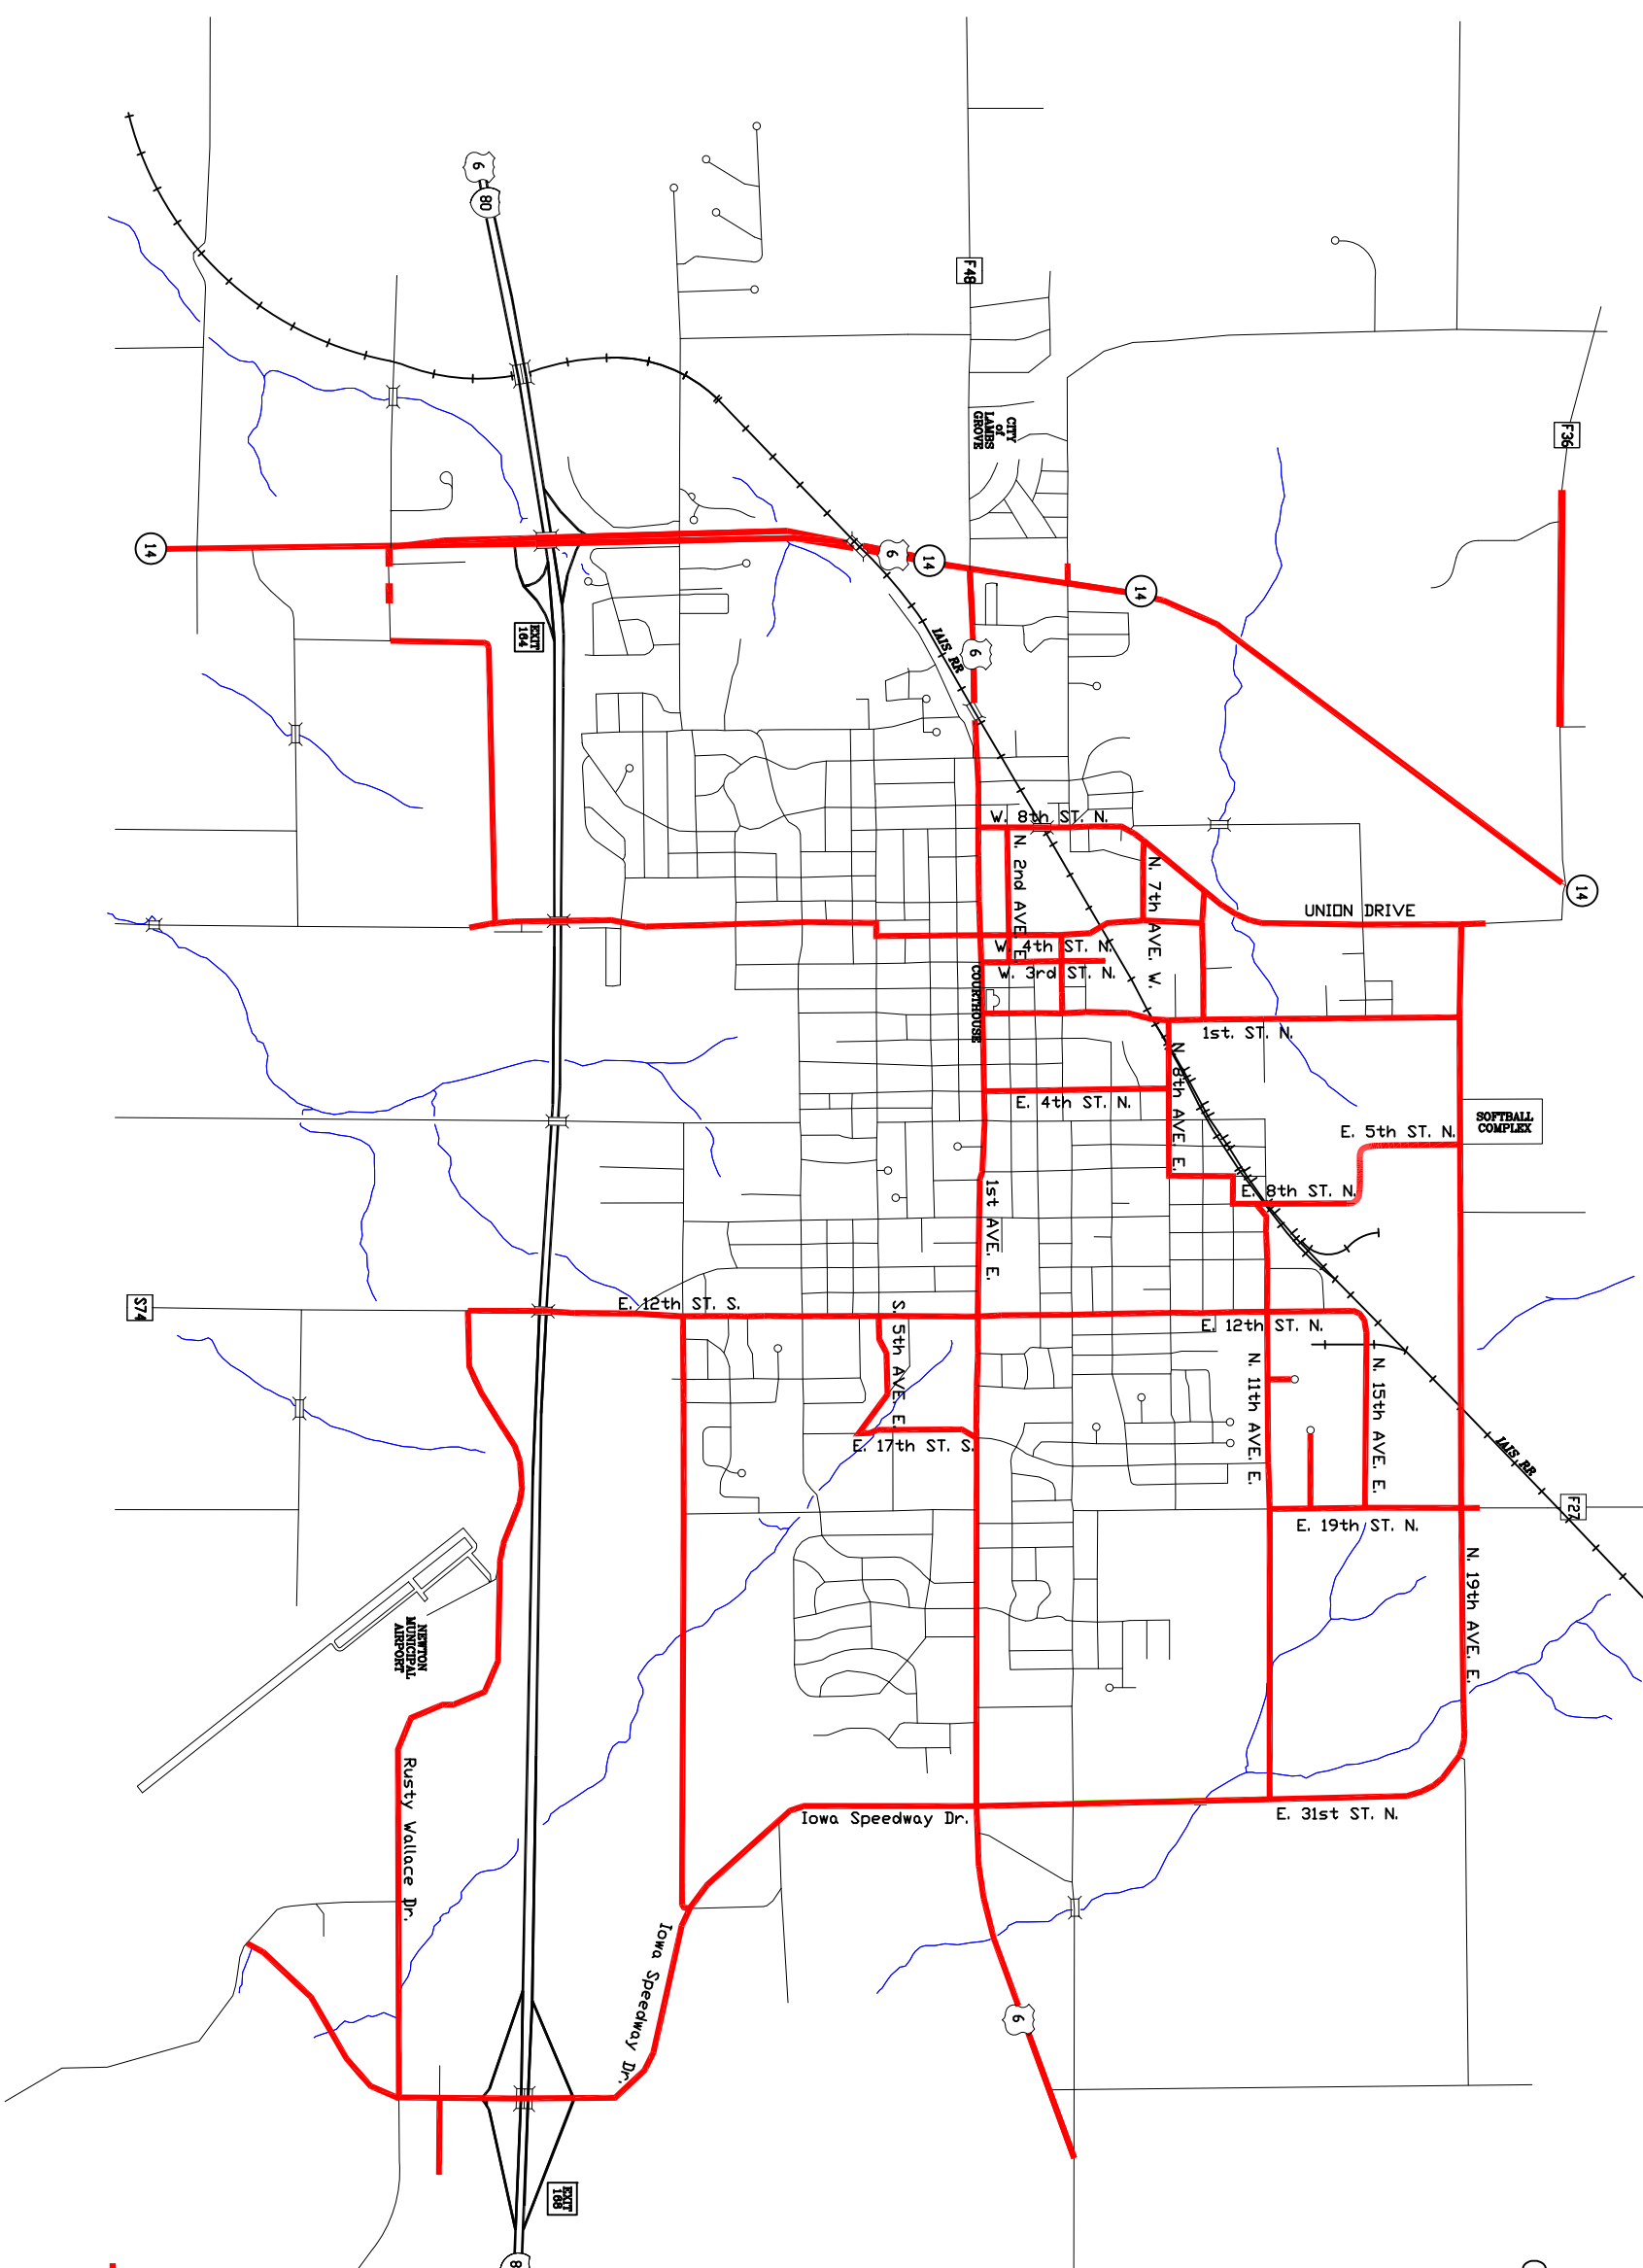 6
80
F48
CITY
of
LAMBS
GROVE
F36
14
6
14
14
EXIT
164
IAIS. RR
6
W. 8th ST. N.
N. 2nd AVE. E.
N. 7th AVE. W.
14
UNION DRIVE
W. 4th ST. N.
W. 3rd ST. N.
COURTHOUSE
1st. ST. N.
N. 8th AVE. E.
E. 4th ST. N.
SOFTBALL
COMPLEX
E. 5th ST. N.
E. 8th ST. N.
1st AVE. E.
S74
E. 12th ST. S.
S. 5th AVE. E.
E. 12th ST. N.
N. 11th AVE. E.
N. 15th AVE. E.
E. 17th ST. S.
IAIS. RR
F27
E. 19th ST. N.
N. 19th AVE. E.
NEWTON
MUNICIPAL
AIRPORT
Rusty Wallace Dr.
Iowa Speedway Dr.
E. 31st ST. N.
Iowa Speedway Dr.
6
EXIT
168